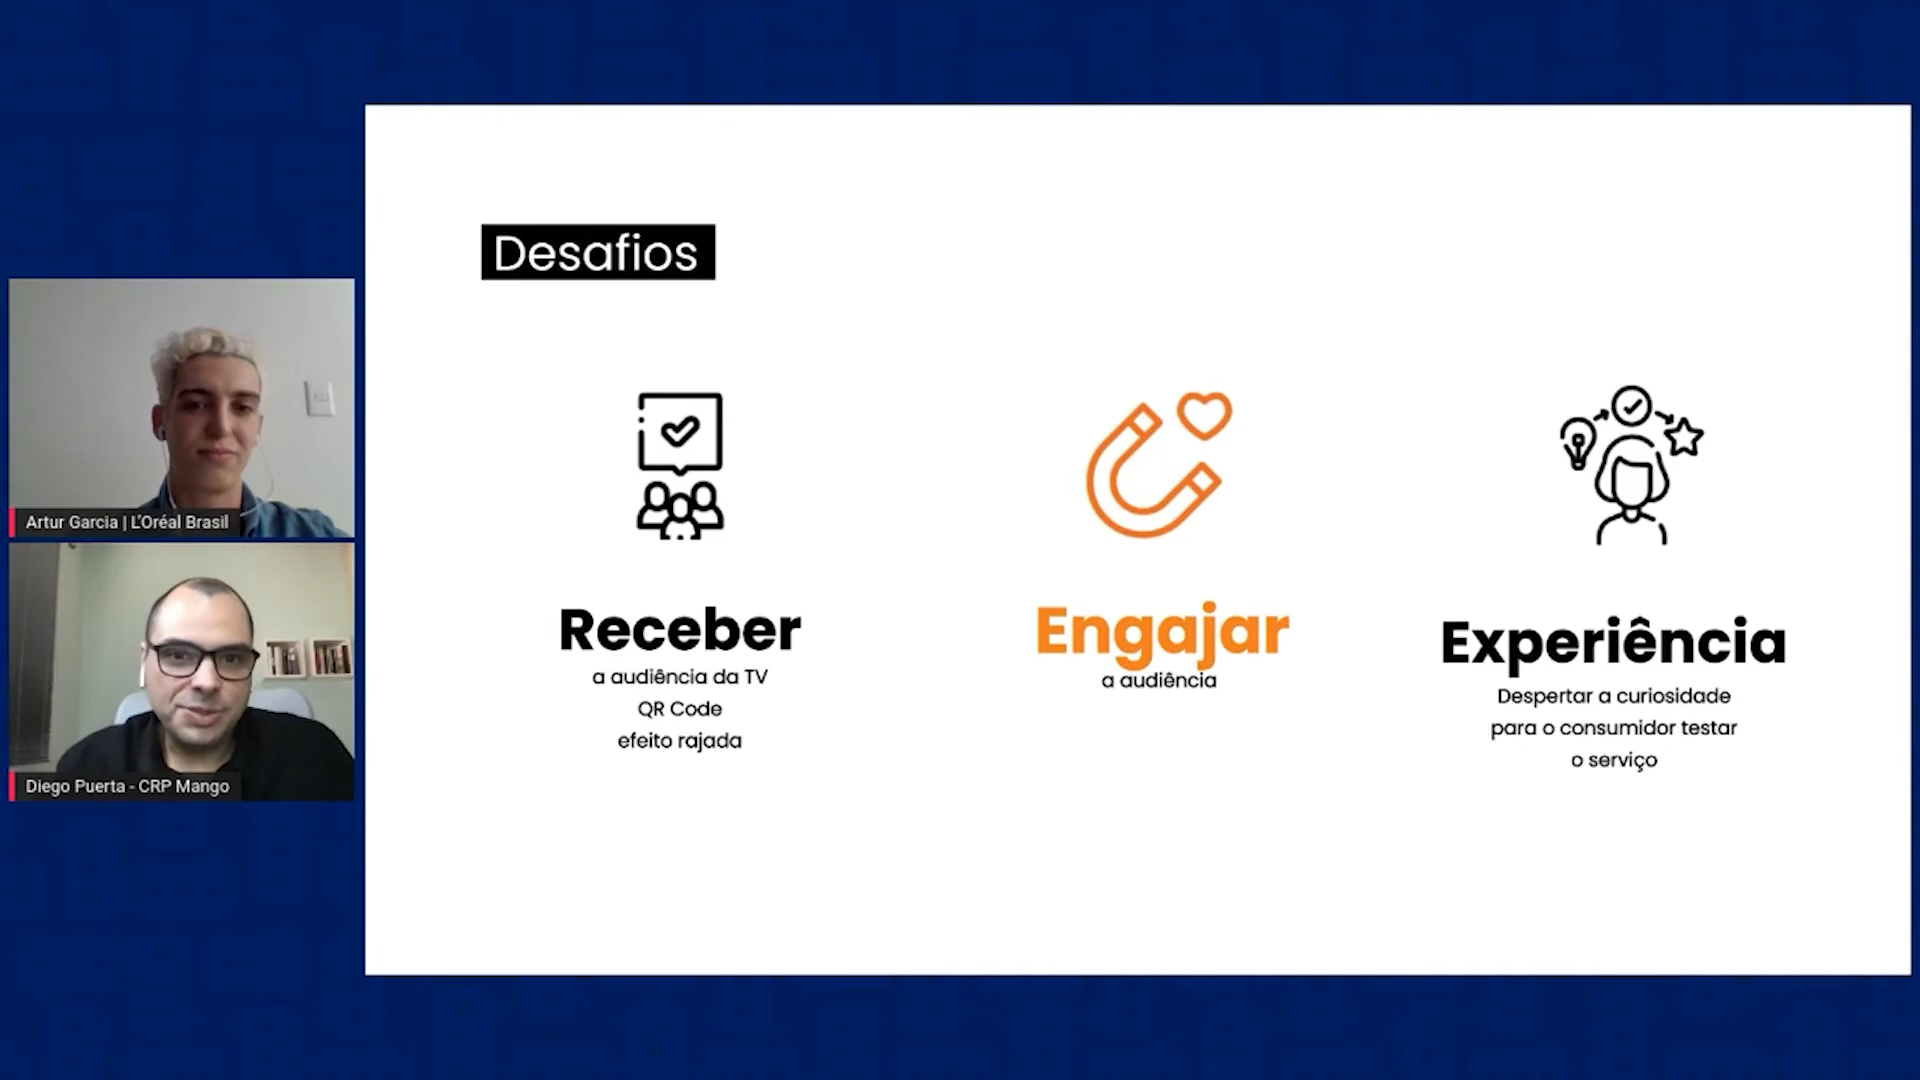 Desafios
Receber
a audiência da TV
QR Code
efeito rajada
Engajar
a audiência
Experiência
Despertar a curiosidade
para o consumidor testar
o serviço
Artur Garcia | L'Oréal Brasil
Diego Puerta - CRP Mango